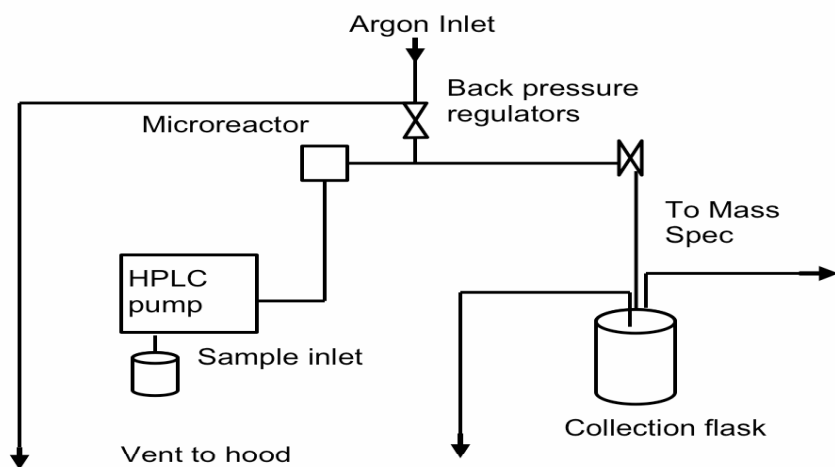 Argon Inlet
Back pressure
regulators
Microreactor
To Mass
Spec
HPLC
pump
Sample inlet
Collection flask
Vent to hood